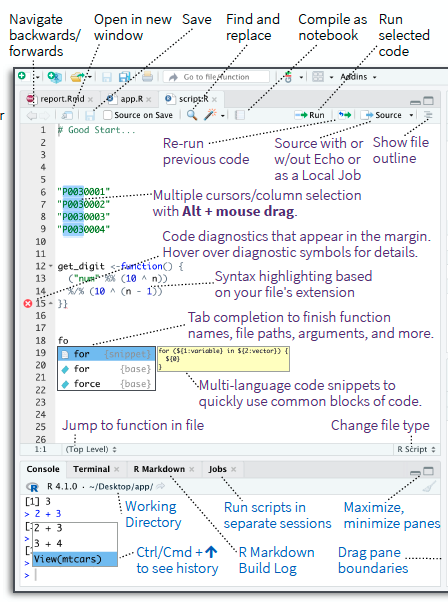 Navigate backwards/ forwards
Open in new window
Save
Find and replace
Compile as notebook
Run selected code
Go to file/function
Addins
report.Rmd
app.R
script.R
Source on Save
Run
Source
1 # Good Start...
2
3
4
5
6 "P0030001"
7 "P0030002"
8 "P0030003"
9 "P0030004"
10
11
12 get_digit <-function() {
13 ("num" %% (10 ^ n))
14 %/% (10 ^ (n - 1))
15 }}
16
17
18 fo
19 for {snippet}
20 for {base}
21 force {base}
22
23
24
25
26
for (${1:variable} in ${2:vector}) {
${0}
}
Re-run previous code
Source with or w/out Echo or as a Local Job
Show file outline
Multiple cursors/column selection with Alt + mouse drag.
Code diagnostics that appear in the margin. Hover over diagnostic symbols for details.
Syntax highlighting based on your file's extension
Tab completion to finish function names, file paths, arguments, and more.
Multi-language code snippets to quickly use common blocks of code.
Jump to function in file
Change file type
1:1
(Top Level)
R Script
Console
Terminal
R Markdown
Jobs
R 4.1.0 · ~/Desktop/app/
[1] 3
> 2 + 3
2 + 3
3 + 4
View(mtcars)
>
Working Directory
Ctrl/Cmd + ↑ to see history
Run scripts in separate sessions
R Markdown Build Log
Maximize, minimize panes
Drag pane boundaries